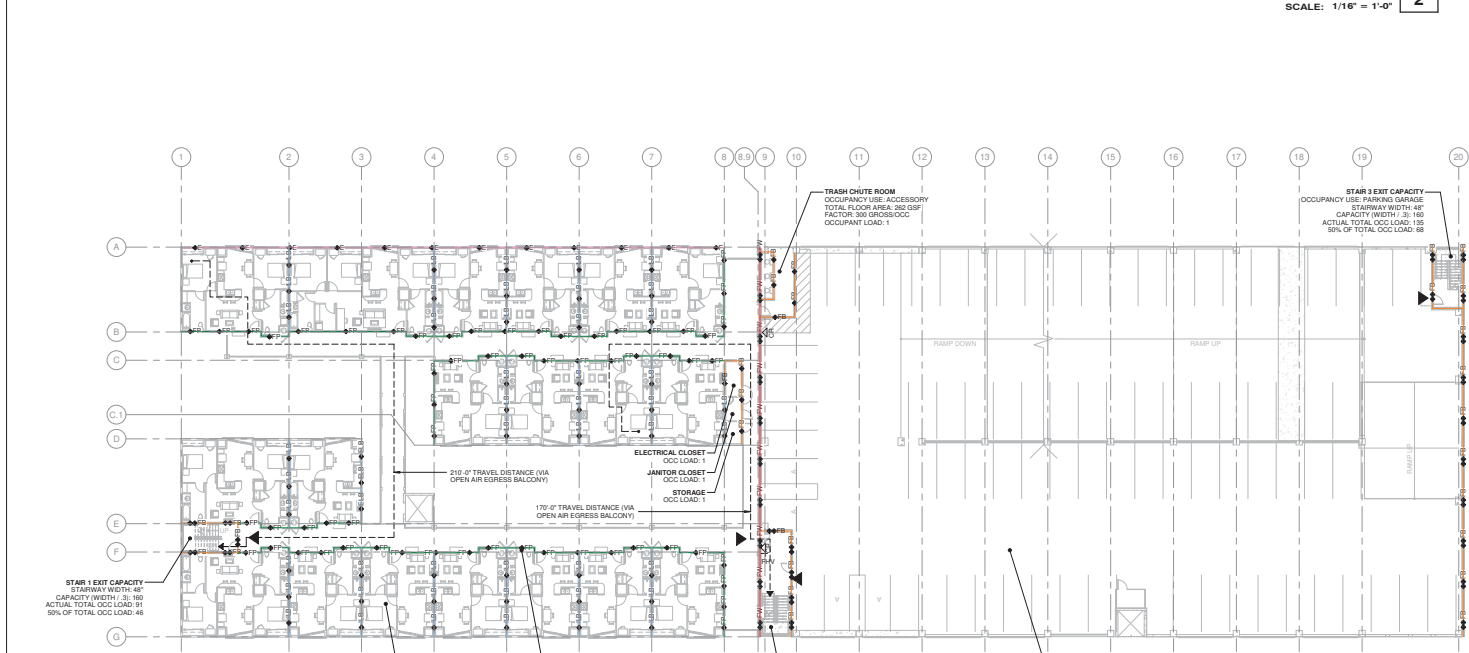 SCALE: 1/16" = 1'-0"
2
1
2
3
4
5
6
7
8
8.9
9
10
11
12
13
14
15
16
17
18
19
20
A
B
C
C.1
D
E
F
G
TRASH CHUTE ROOM
OCCUPANCY USE: ACCESSORY
TOTAL FLOOR AREA: 262 GSF
FACTOR: 300 GROSS/OCC
OCCUPANT LOAD: 1
STAIR 3 EXIT CAPACITY
OCCUPANCY USE: PARKING GARAGE
STAIRWAY WIDTH: 48"
CAPACITY (WIDTH / .3): 160
ACTUAL TOTAL OCC LOAD: 135
50% OF TOTAL OCC LOAD: 68
RAMP DOWN
RAMP UP
RAMP UP
ELECTRICAL CLOSET
OCC LOAD: 1
JANITOR CLOSET
OCC LOAD: 1
STORAGE
OCC LOAD: 1
210'-0" TRAVEL DISTANCE (VIA
OPEN AIR EGRESS BALCONY)
170'-0" TRAVEL DISTANCE (VIA
OPEN AIR EGRESS BALCONY)
FHV
STAIR 1 EXIT CAPACITY
STAIRWAY WIDTH: 48"
CAPACITY (WIDTH / .3): 160
ACTUAL TOTAL OCC LOAD: 91
50% OF TOTAL OCC LOAD: 46